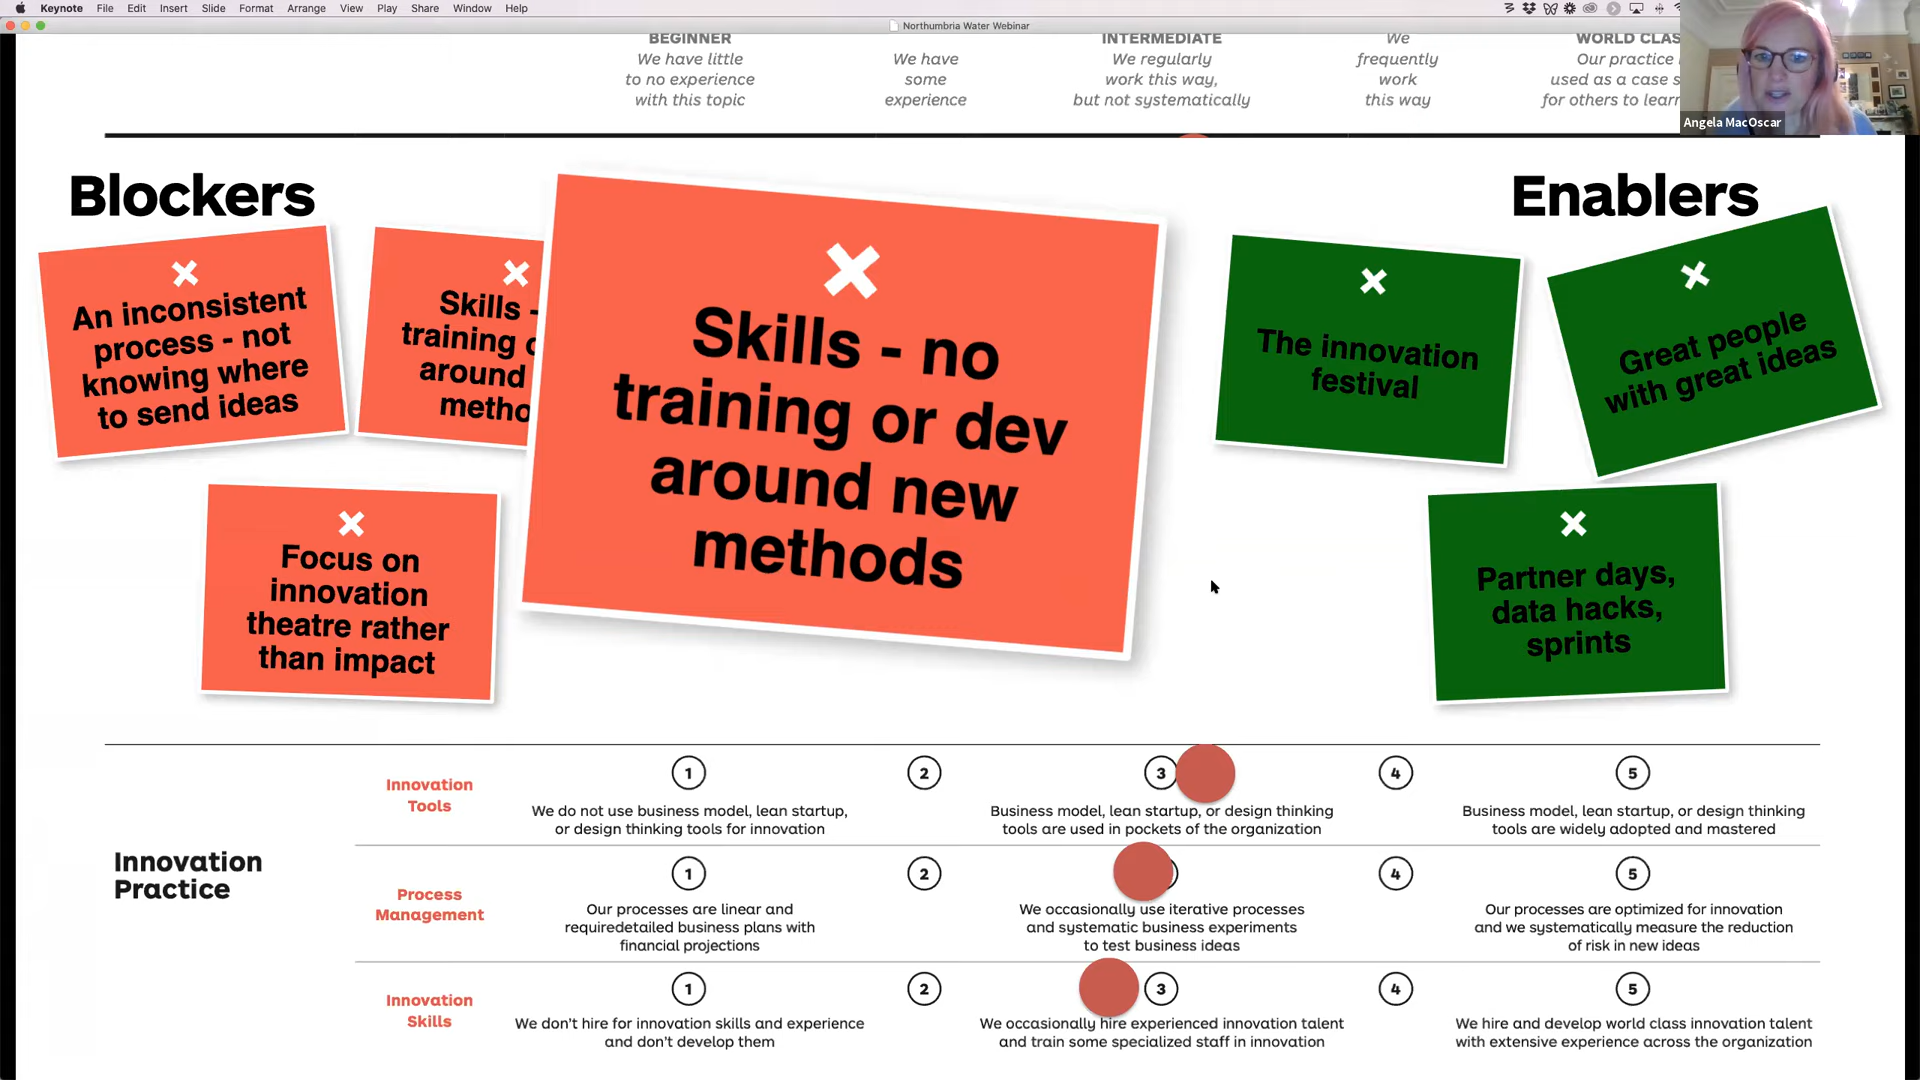 Keynote File Edit Insert Slide Format Arrange View Play Share Window Help
Northumbria Water Webinar
BEGINNER
We have little
to no experience
with this topic
We have
some
experience
INTERMEDIATE
We regularly
work this way,
but not systematically
We
frequently
work
this way
WORLD CLAS
Our practice
used as a case s
for others to learn
Angela MacOscar
Blockers
An inconsistent
process - not
knowing where
to send ideas
Skills -
training
around
metho
Focus on
innovation
theatre rather
than impact
Skills - no
training or dev
around new
methods
Enablers
The innovation
festival
Great people
with great ideas
Partner days,
data hacks,
sprints
Innovation
Practice
Innovation
Tools
1 2 3 4 5
We do not use business model, lean startup,
or design thinking tools for innovation
Business model, lean startup, or design thinking
tools are used in pockets of the organization
Business model, lean startup, or design thinking
tools are widely adopted and mastered
Process
Management
1 2 4 5
Our processes are linear and
requiredetailed business plans with
financial projections
We occasionally use iterative processes
and systematic business experiments
to test business ideas
Our processes are optimized for innovation
and we systematically measure the reduction
of risk in new ideas
Innovation
Skills
1 2 3 4 5
We don't hire for innovation skills and experience
and don't develop them
We occasionally hire experienced innovation talent
and train some specialized staff in innovation
We hire and develop world class innovation talent
with extensive experience across the organization